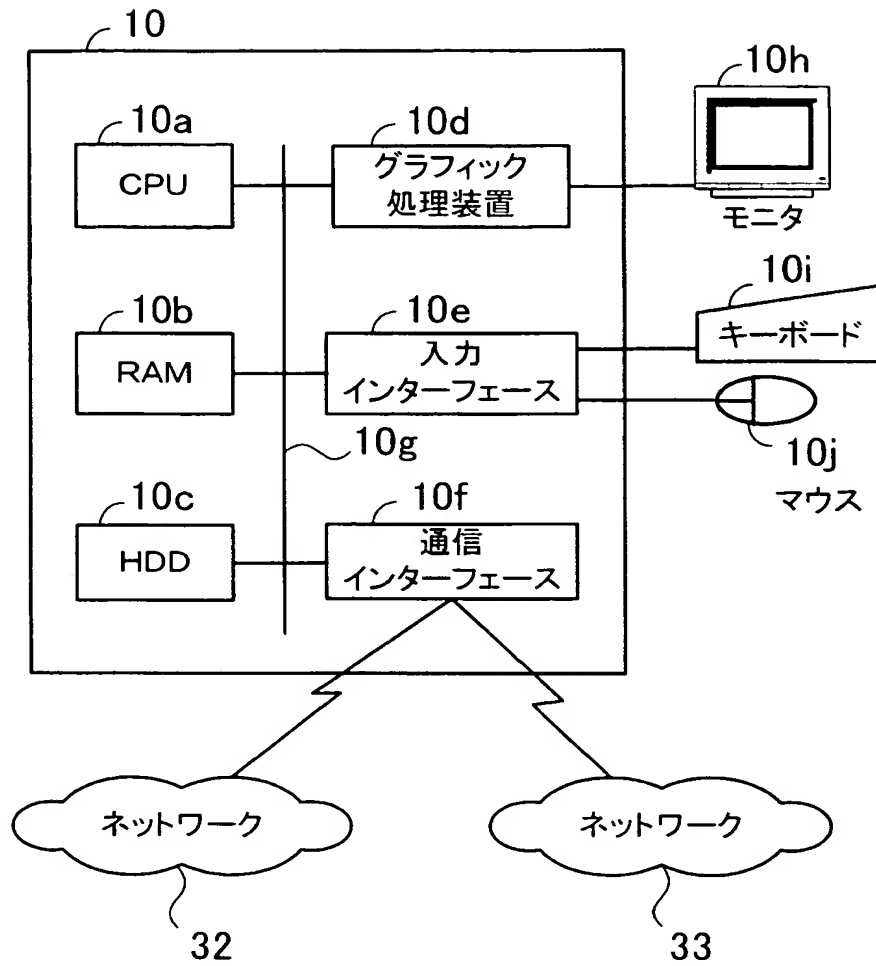 10
10h
10a
10d
CPU
グラフィック
処理装置
モニタ
10i
10b
10e
キーボード
RAM
入力
インターフェース
10g
10j
マウス
10c
10f
HDD
通信
インターフェース
ネットワーク
ネットワーク
32
33